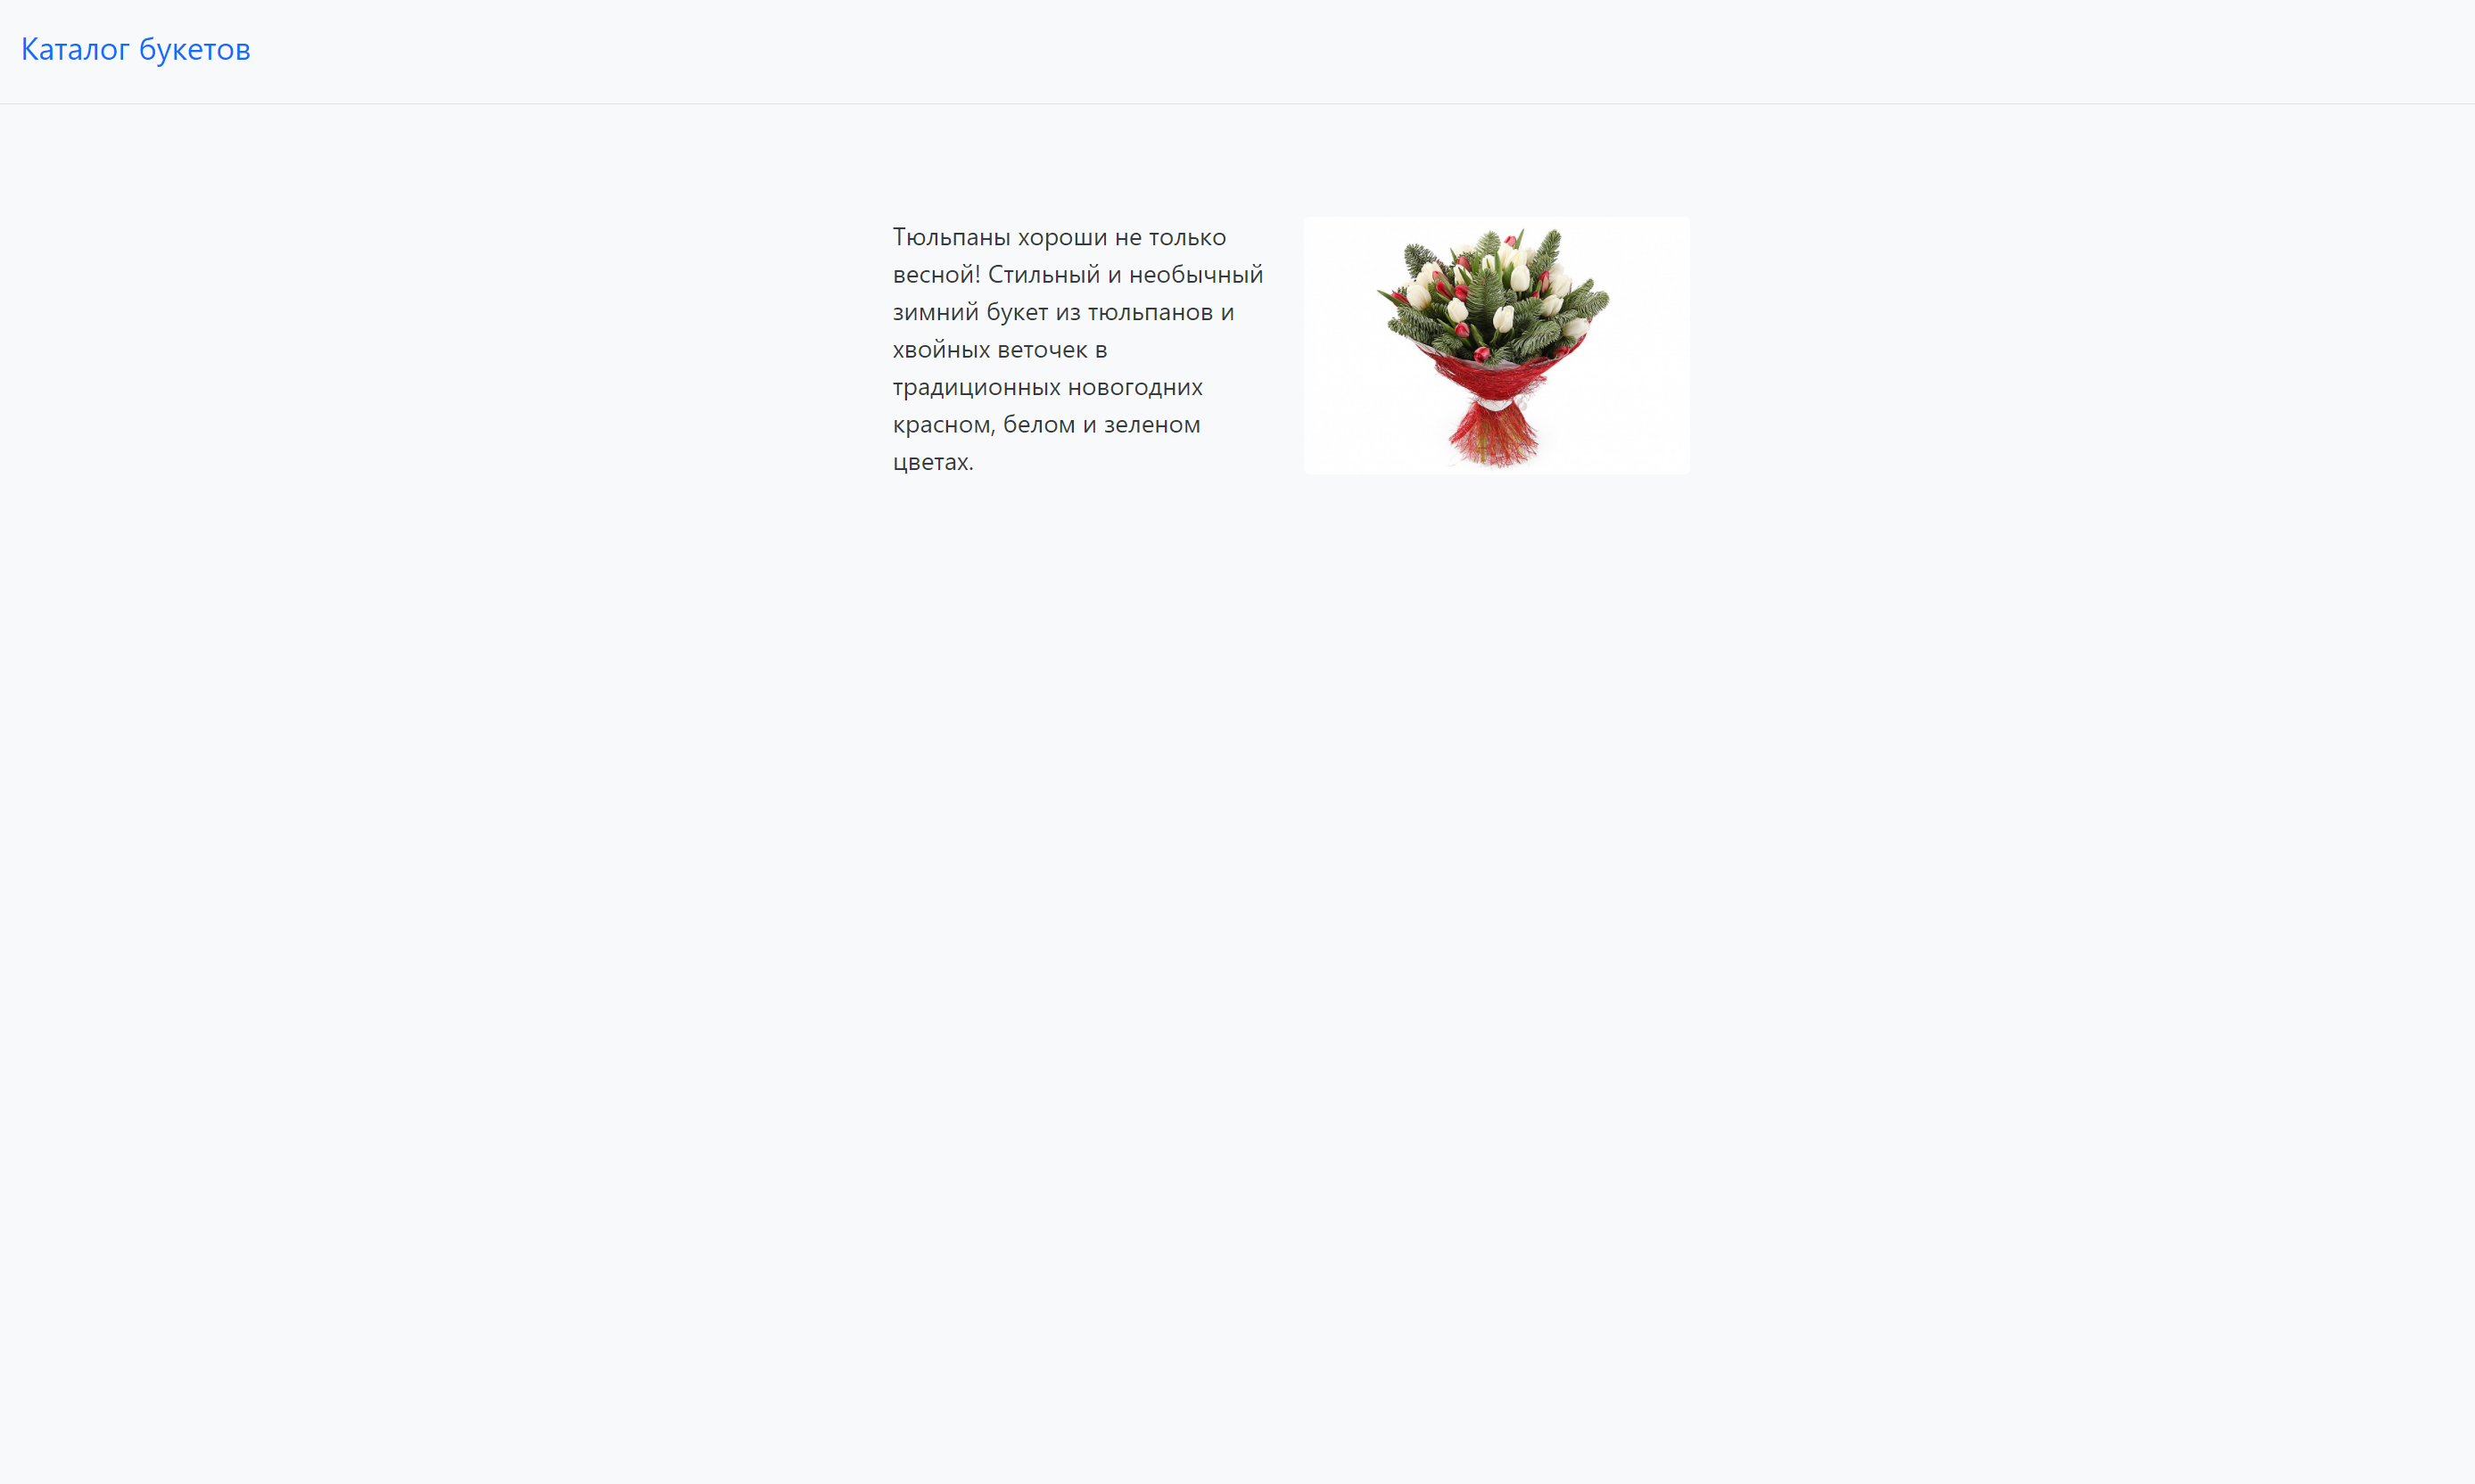 Каталог букетов
Тюльпаны хороши не только
весной! Стильный и необычный
зимний букет из тюльпанов и
хвойных веточек в
традиционных новогодних
красном, белом и зеленом
цветах.